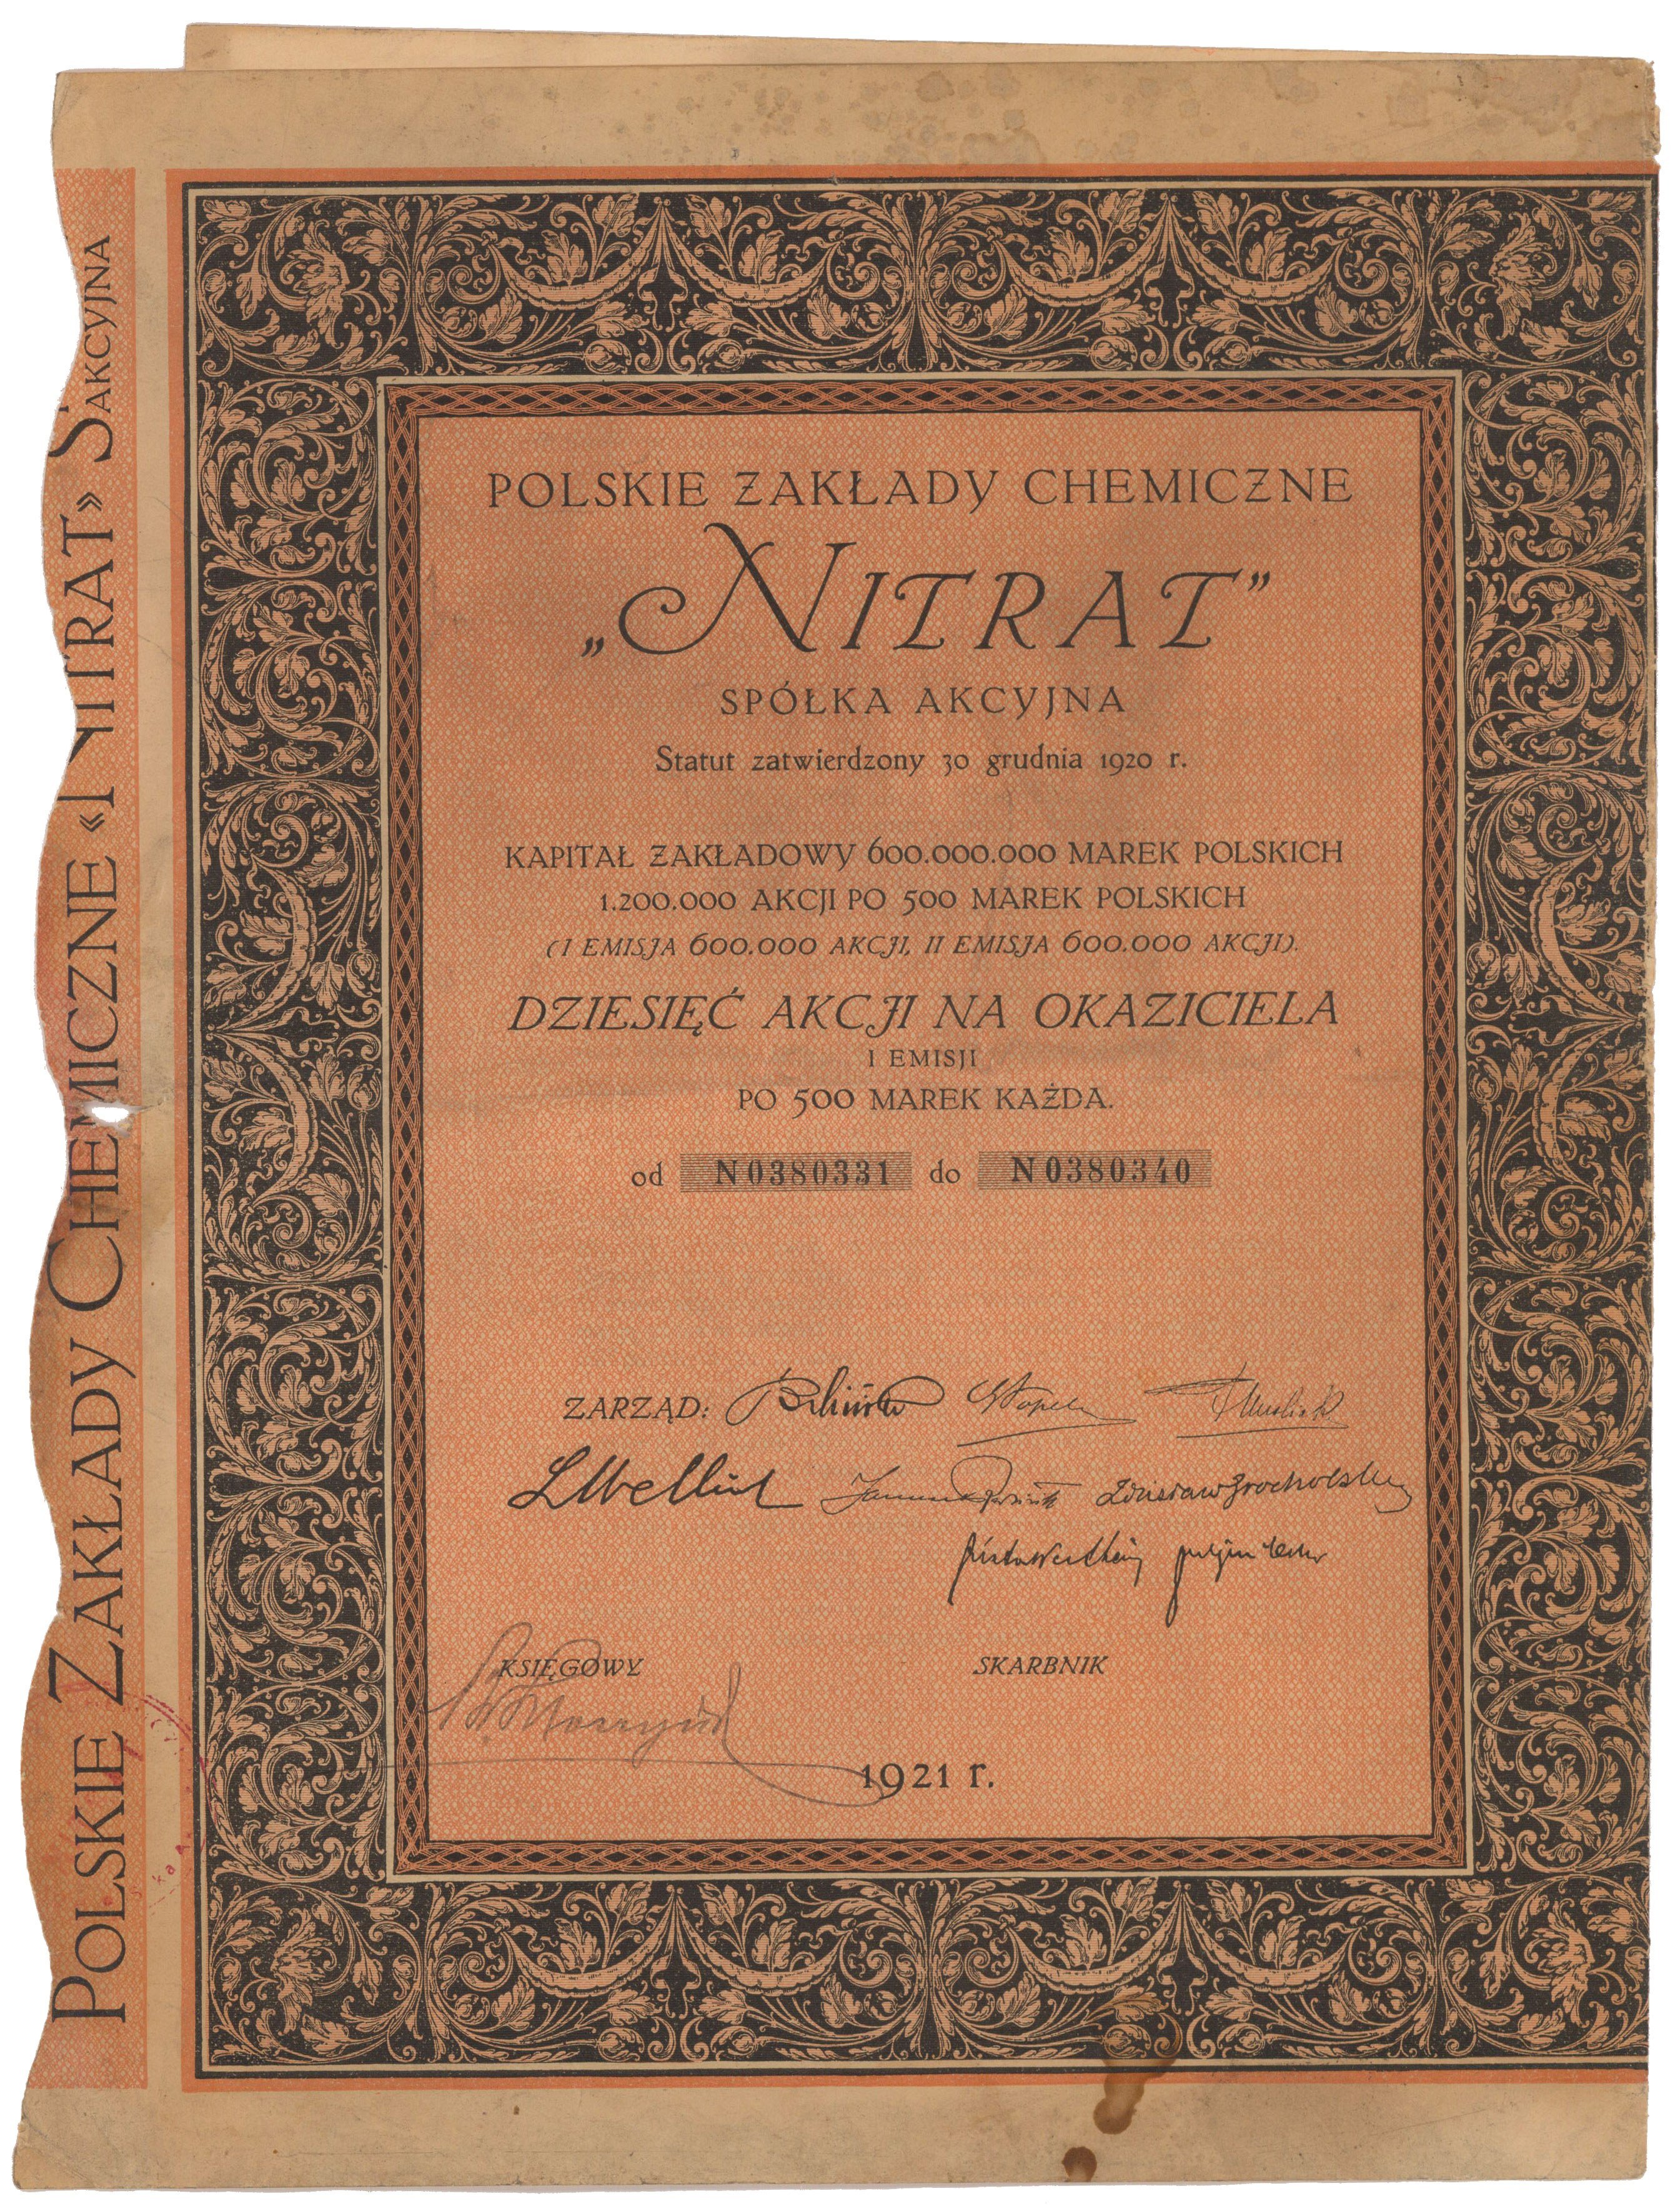 POLSKIE ZAKŁADY CHEMICZNE «NITRAT» S. AKCYJNA
POLSKIE ZAKŁADY CHEMICZNE
„NITRAT”
SPÓŁKA AKCYJNA
Statut zatwierdzony 30 grudnia 1920 r.
KAPITAŁ ZAKŁADOWY 600.000.000 MAREK POLSKICH
1.200.000 AKCJI PO 500 MAREK POLSKICH
(I EMISJA 600.000 AKCJI, II EMISJA 600.000 AKCJI).
DZIESIĘĆ AKCJI NA OKAZICIELA
I EMISJI
PO 500 MAREK KAŻDA.
od N0380331 do N0380340
ZARZĄD:
KSIĘGOWY SKARBNIK
1921 r.